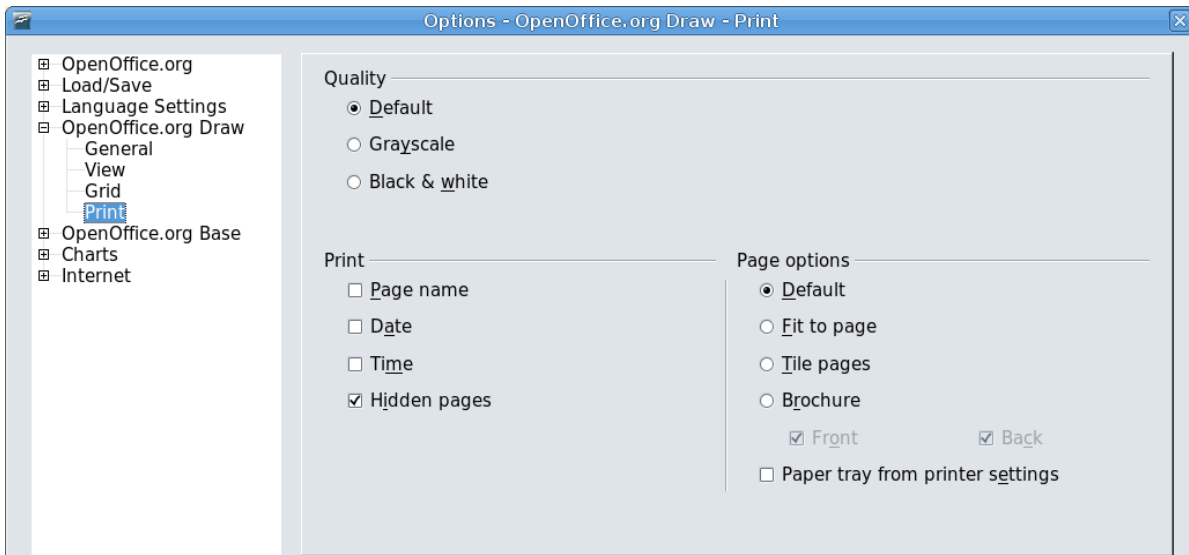 Options - OpenOffice.org Draw - Print
OpenOffice.org
Load/Save
Language Settings
OpenOffice.org Draw
General
View
Grid
Print
OpenOffice.org Base
Charts
Internet
Quality
Default
Grayscale
Black & white
Print
Page name
Date
Time
Hidden pages
Page options
Default
Fit to page
Tile pages
Brochure
Front Back
Paper tray from printer settings